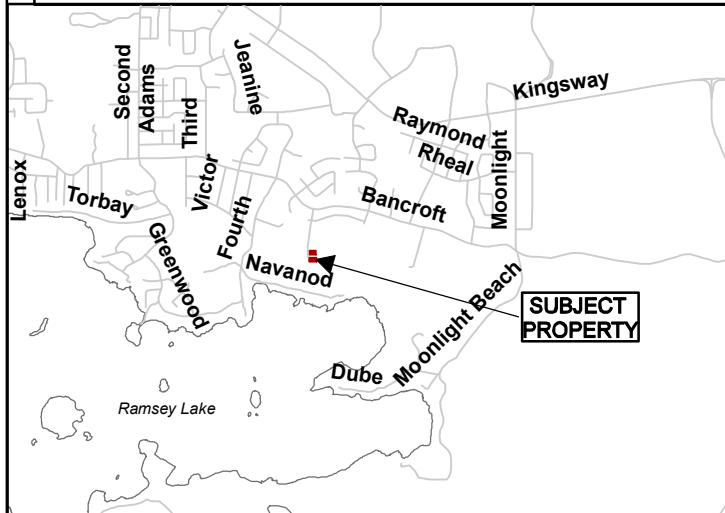 Second
Adams
Third
Jeanine
Kingsway
Raymond
Rheal
Moonlight
Lenox
Torbay
Victor
Fourth
Bancroft
Greenwood
Navanod
Moonlight Beach
SUBJECT
PROPERTY
Dube
Ramsey Lake